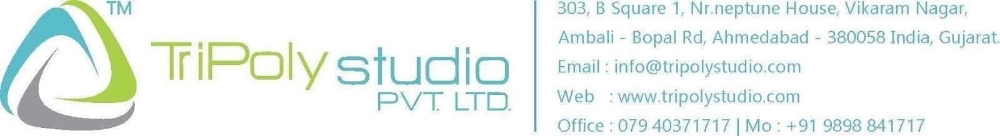 TM
TriPoly studio
PVT. LTD.
303, B Square 1, Nr.neptune House, Vikaram Nagar,
Ambali - Bopal Rd, Ahmedabad - 380058 India, Gujarat.
Email : info@tripolystudio.com
Web : www.tripolystudio.com
Office : 079 40371717 | Mo : +91 9898 841717